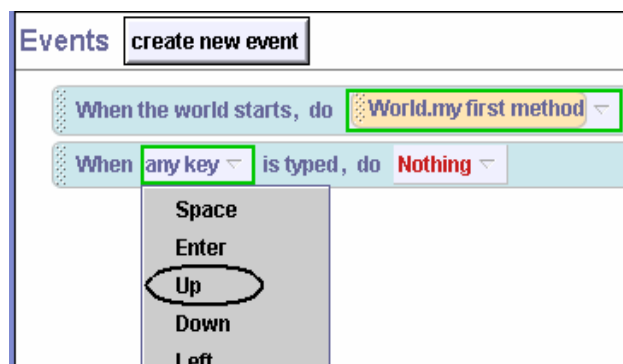 Events create new event
When the world starts, do World.my first method
When any key is typed, do Nothing
Space
Enter
Up
Down
Left